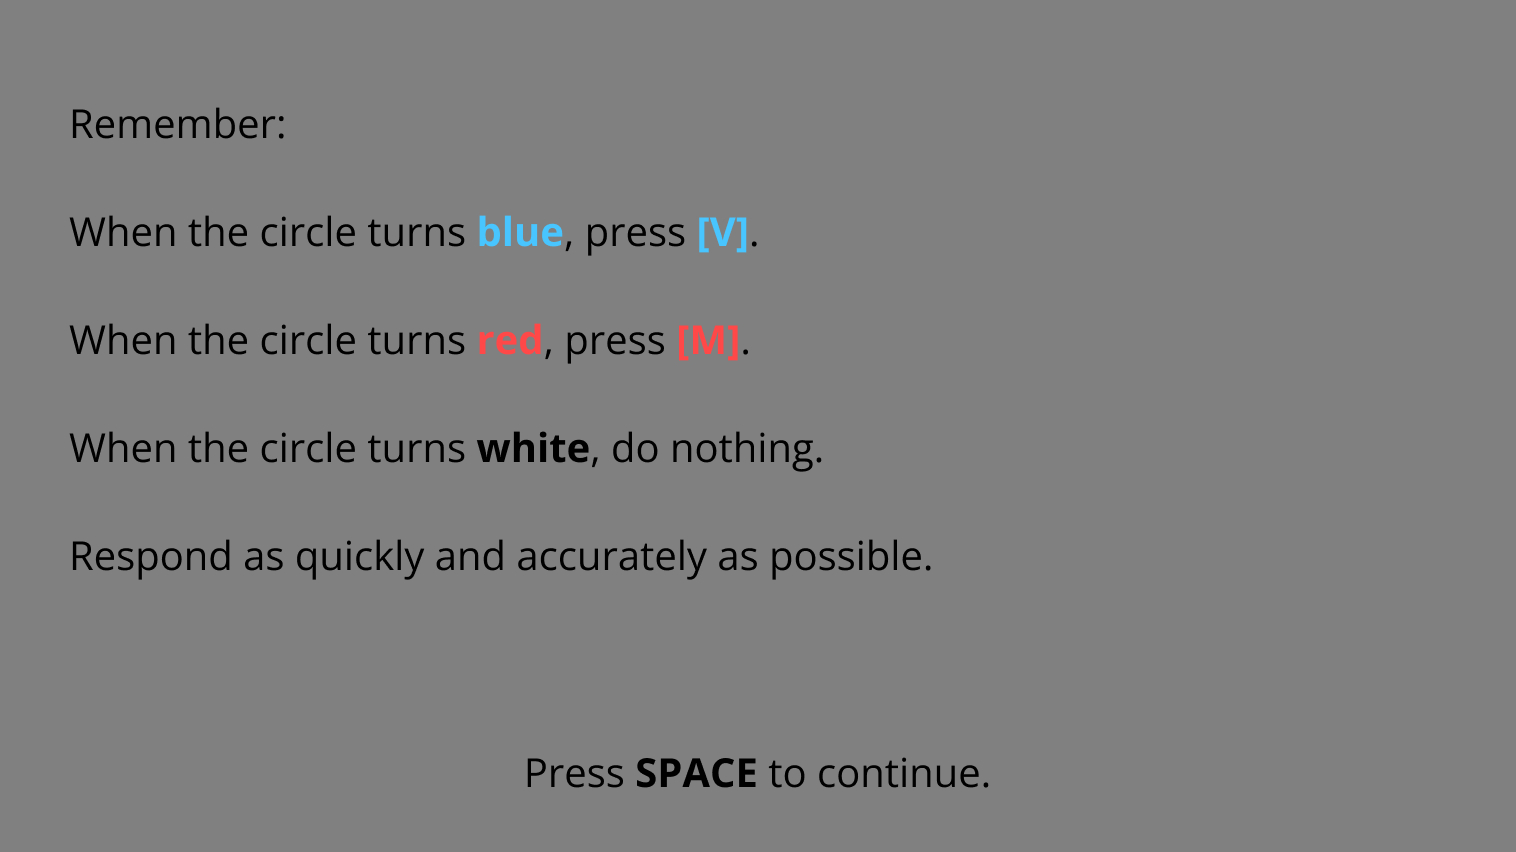 Remember:
When the circle turns blue, press [V].
When the circle turns red, press [M].
When the circle turns white, do nothing.
Respond as quickly and accurately as possible.
Press SPACE to continue.